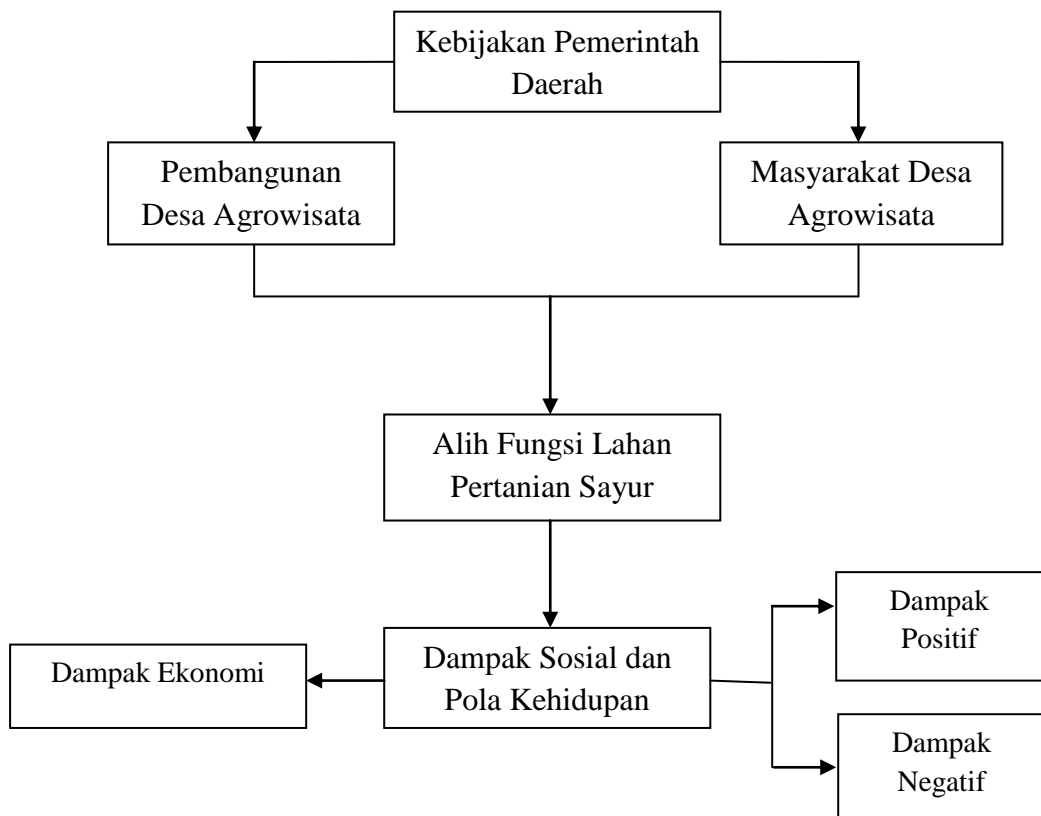 Kebijakan Pemerintah
Daerah
Pembangunan
Desa Agrowisata
Masyarakat Desa
Agrowisata
Alih Fungsi Lahan
Pertanian Sayur
Dampak Ekonomi
Dampak Sosial dan
Pola Kehidupan
Dampak
Positif
Dampak
Negatif